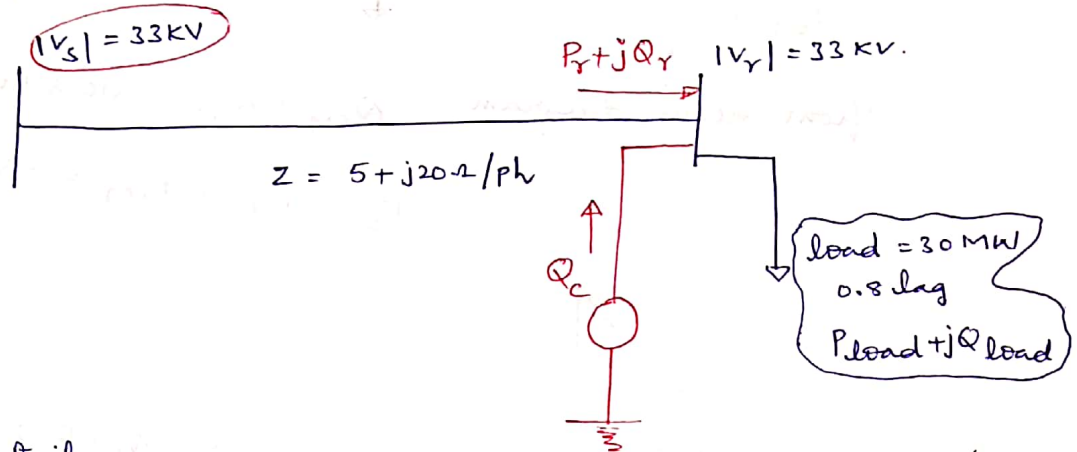 |Vs| = 33KV
Pr+jQr
|Vr| = 33 KV.
Z = 5+j20Ω/ph
Qc
load = 30 MW
0.8 lag
Pload+jQload